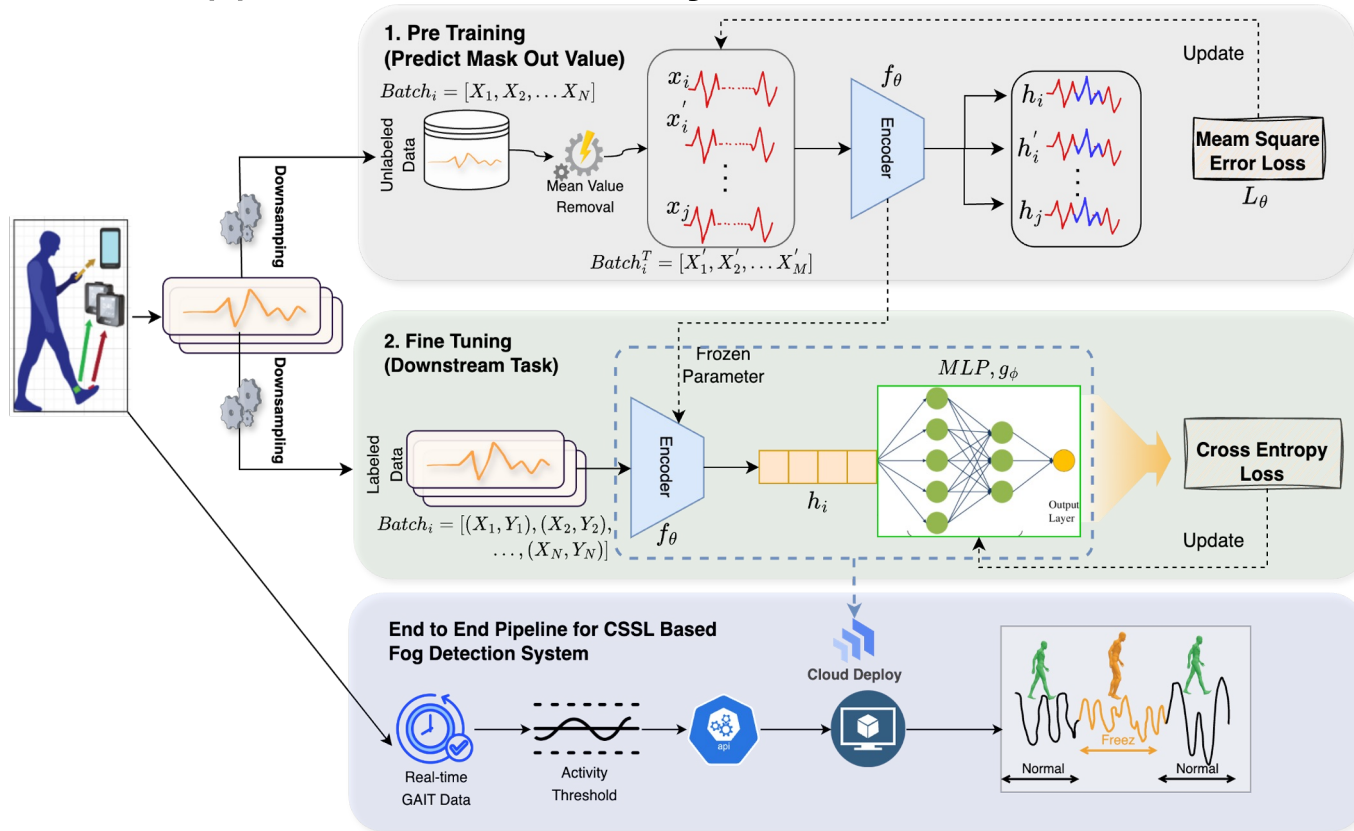 1. Pre Training
(Predict Mask Out Value)
Batch_i = [X_1, X_2, ... X_N]
Unlabeled
Data
Mean Value
Removal
x_i
x_i'
x_j
Batch_i^T = [X_1', X_2', ... X_M']
f_θ
Encoder
h_i
h_i'
h_j
Update
Meam Square
Error Loss
L_θ
Downsamping
Downsampling
2. Fine Tuning
(Downstream Task)
Frozen
Parameter
Labeled
Data
Batch_i = [(X_1, Y_1), (X_2, Y_2),
..., (X_N, Y_N)]
Encoder
f_θ
h_i
MLP, g_ϕ
Output
Layer
Cross Entropy
Loss
Update
End to End Pipeline for CSSL Based
Fog Detection System
Cloud Deploy
Real-time
GAIT Data
Activity
Threshold
api
Freez
Normal
Normal